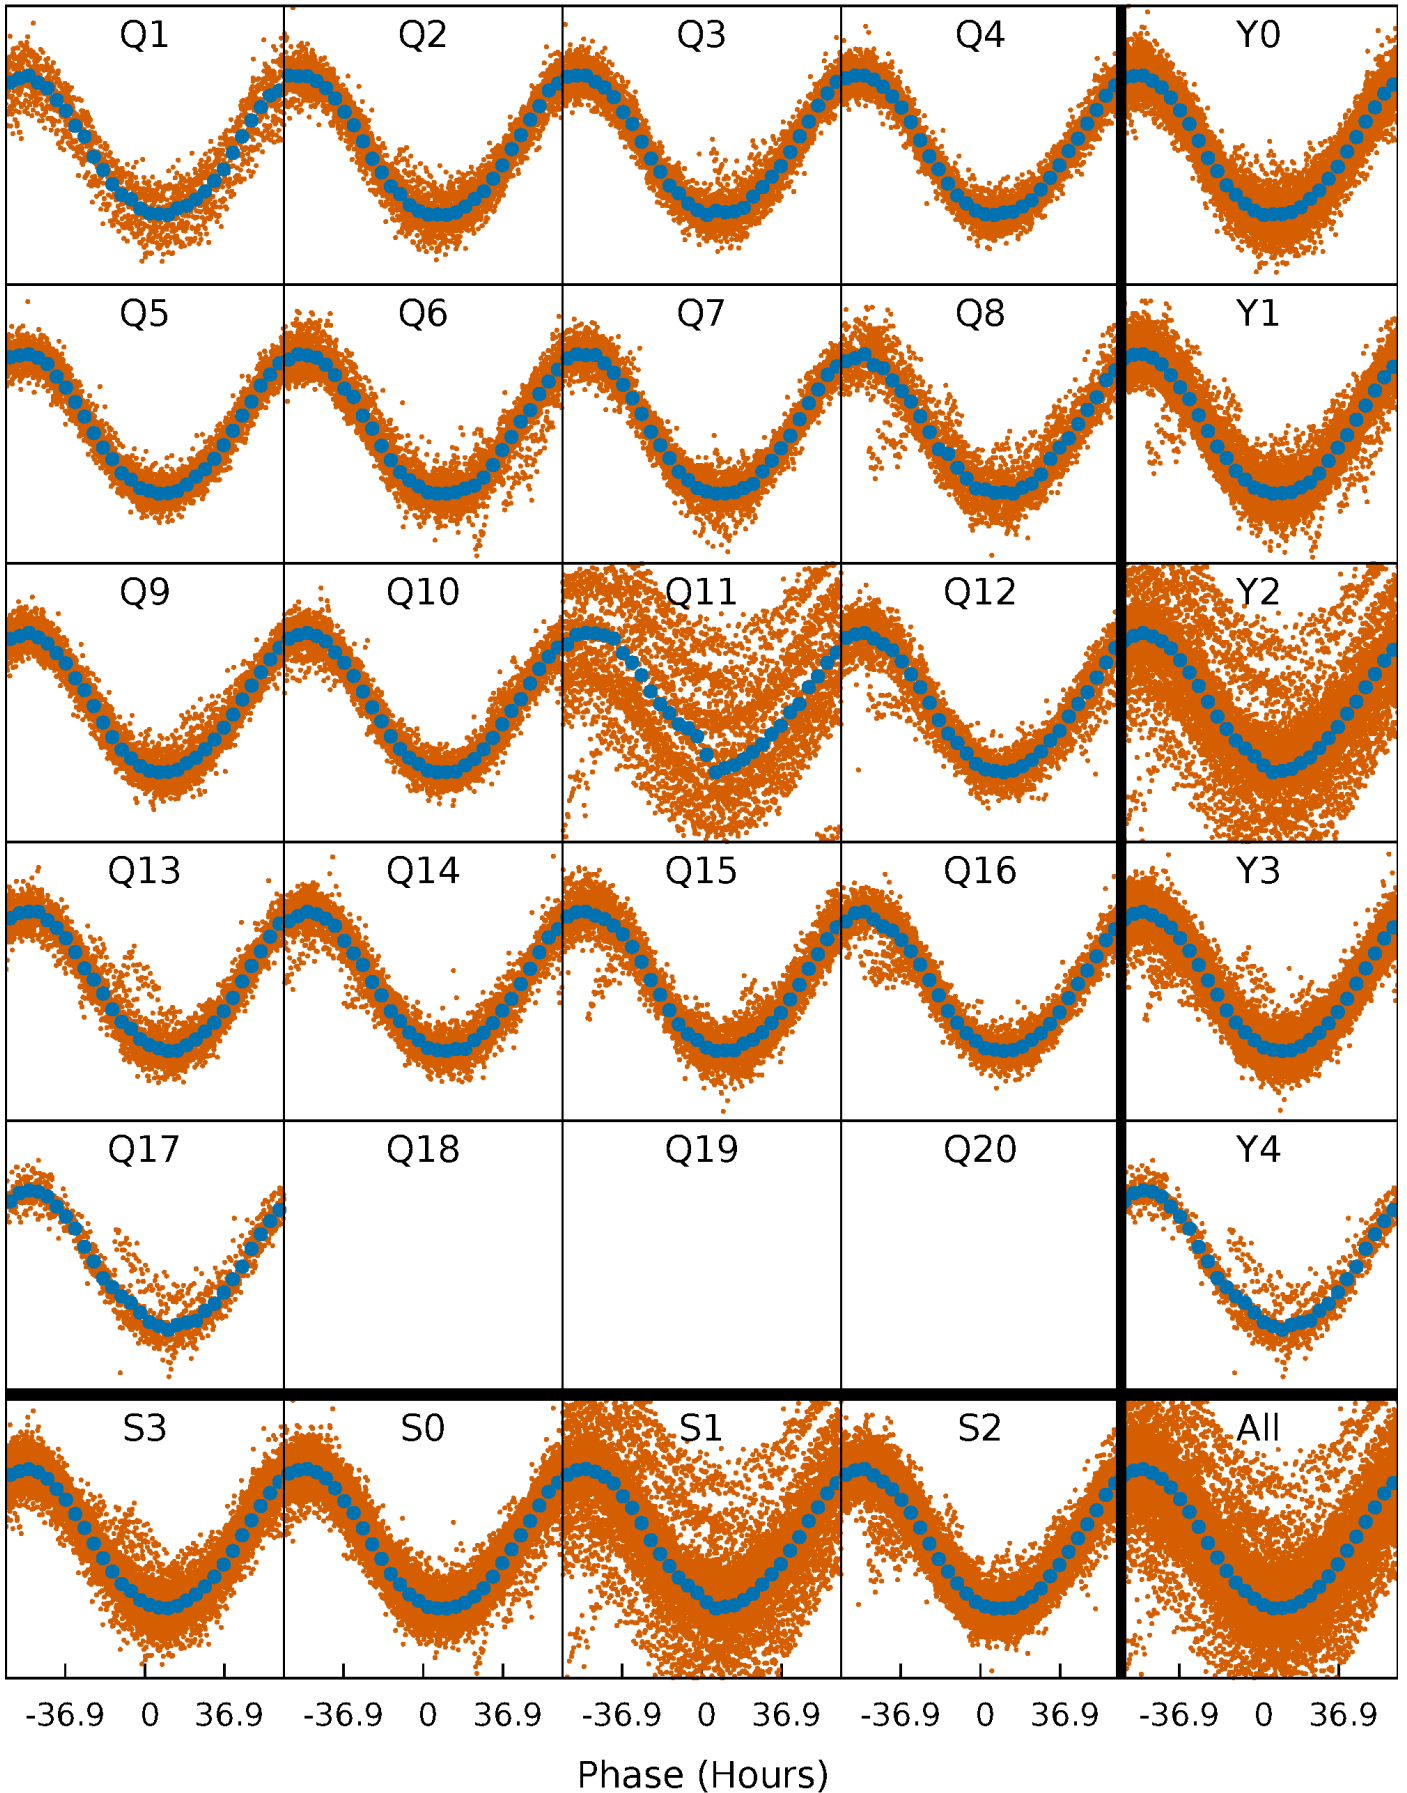 Q1 Q2 Q3 Q4 Y0
Q5 Q6 Q7 Q8 Y1
Q9 Q10 Q11 Q12 Y2
Q13 Q14 Q15 Q16 Y3
Q17 Q18 Q19 Q20 Y4
S3 S0 S1 S2 All
-36.9 0 36.9 -36.9 0 36.9 -36.9 0 36.9 -36.9 0 36.9 -36.9 0 36.9
Phase (Hours)